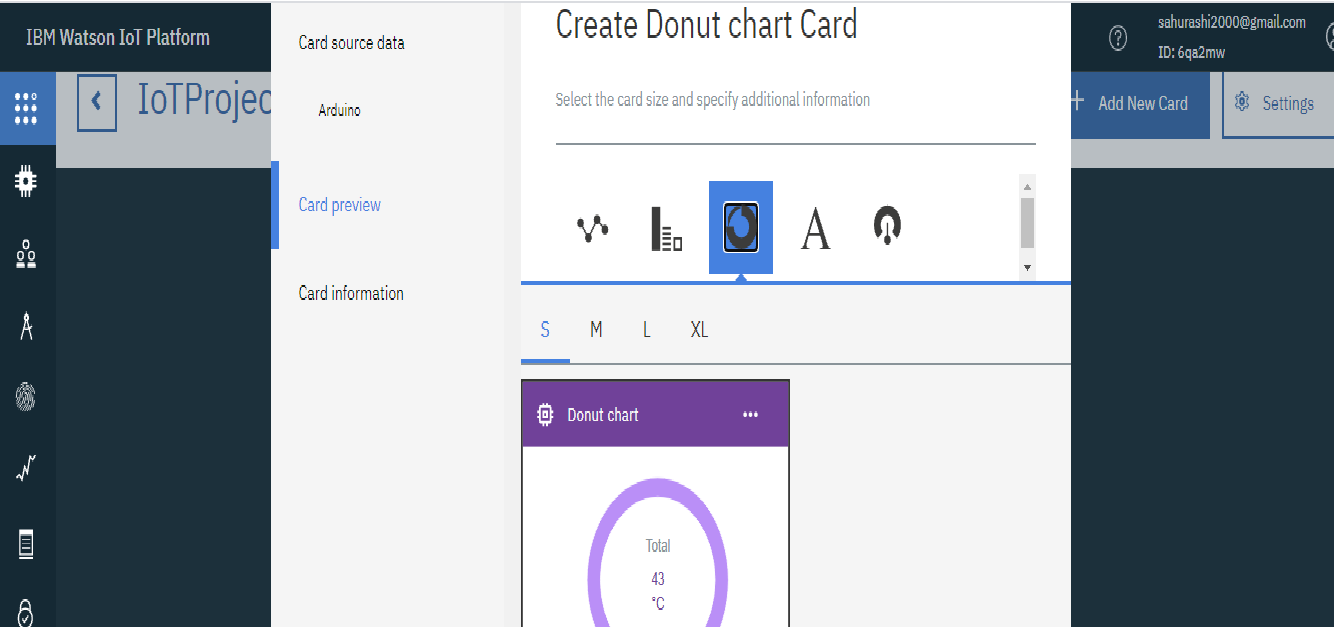 IBM Watson IoT Platform
sahurashi2000@gmail.com
ID: 6qa2mw
IoTProjec
Add New Card
Settings
Card source data
Arduino
Card preview
Card information
Create Donut chart Card
Select the card size and specify additional information
A
S M L XL
Donut chart
Total
43
°C